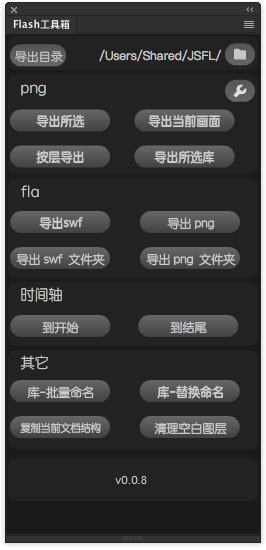 Flash工具箱
导出目录 /Users/Shared/JSFL/
png
导出所选 导出当前画面
按层导出 导出所选库
fla
导出swf 导出 png
导出 swf 文件夹 导出 png 文件夹
时间轴
到开始 到结尾
其它
库-批量命名 库-替换命名
复制当前文档结构 清理空白图层
v0.0.8